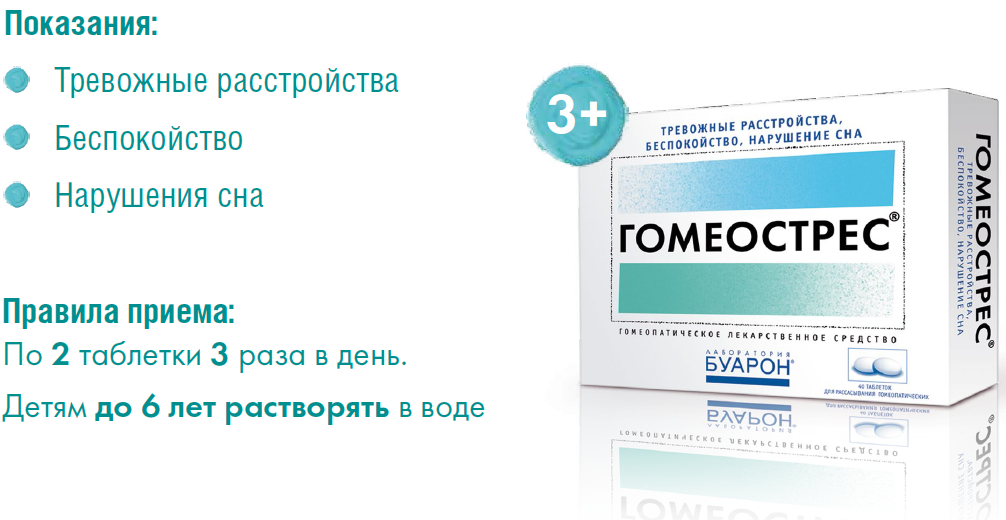 Показания:
Тревожные расстройства
Беспокойство
Нарушения сна
Правила приема:
По 2 таблетки 3 раза в день.
Детям до 6 лет растворять в воде
3+
ТРЕВОЖНЫЕ РАССТРОЙСТВА,
БЕСПОКОЙСТВО, НАРУШЕНИЕ СНА
ГОМЕОСТРЕС®
ГОМЕОПАТИЧЕСКОЕ ЛЕКАРСТВЕННОЕ СРЕДСТВО
ЛАБОРАТОРИЯ
БУАРОН®
40 ТАБЛЕТОК
ДЛЯ РАССАСЫВАНИЯ ГОМЕОПАТИЧЕСКИХ
ГОМЕОСТРЕС®
ТРЕВОЖНЫЕ РАССТРОЙСТВА,
БЕСПОКОЙСТВО, НАРУШЕНИЕ СНА